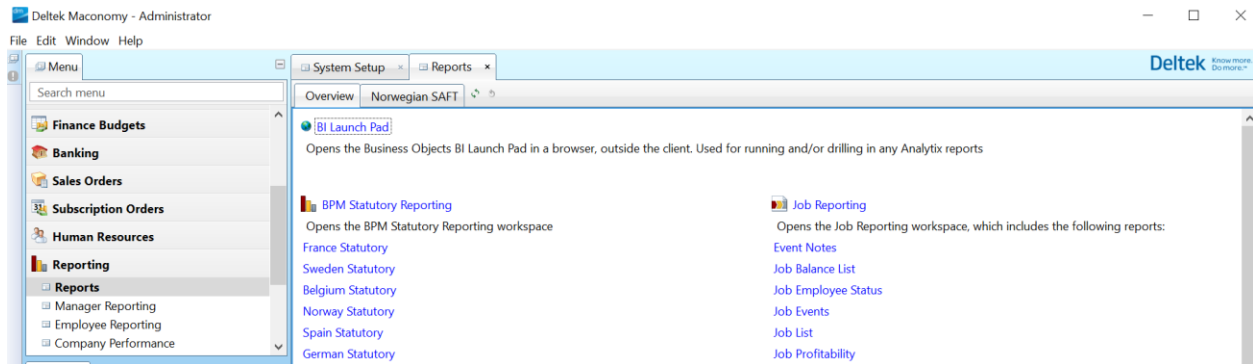 Deltek Maconomy - Administrator
File Edit Window Help
Menu
Search menu
Finance Budgets
Banking
Sales Orders
Subscription Orders
Human Resources
Reporting
Reports
Manager Reporting
Employee Reporting
Company Performance
System Setup
Reports
Deltek Know more. Do more.™
Overview Norwegian SAFT
BI Launch Pad
Opens the Business Objects BI Launch Pad in a browser, outside the client. Used for running and/or drilling in any Analytix reports
BPM Statutory Reporting
Opens the BPM Statutory Reporting workspace
France Statutory
Sweden Statutory
Belgium Statutory
Norway Statutory
Spain Statutory
German Statutory
Job Reporting
Opens the Job Reporting workspace, which includes the following reports:
Event Notes
Job Balance List
Job Employee Status
Job Events
Job List
Job Profitability